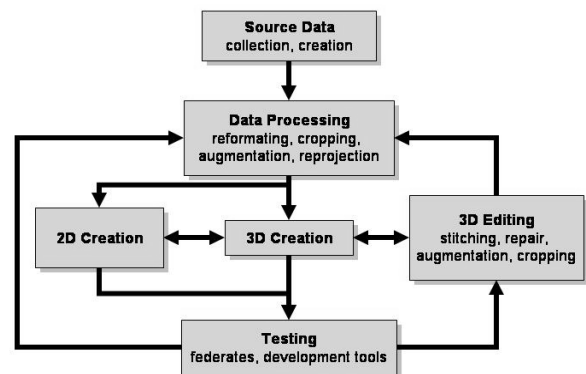 Source Data
collection, creation
Data Processing
reformating, cropping,
augmentation, reprojection
2D Creation
3D Creation
3D Editing
stitching, repair,
augmentation, cropping
Testing
federates, development tools